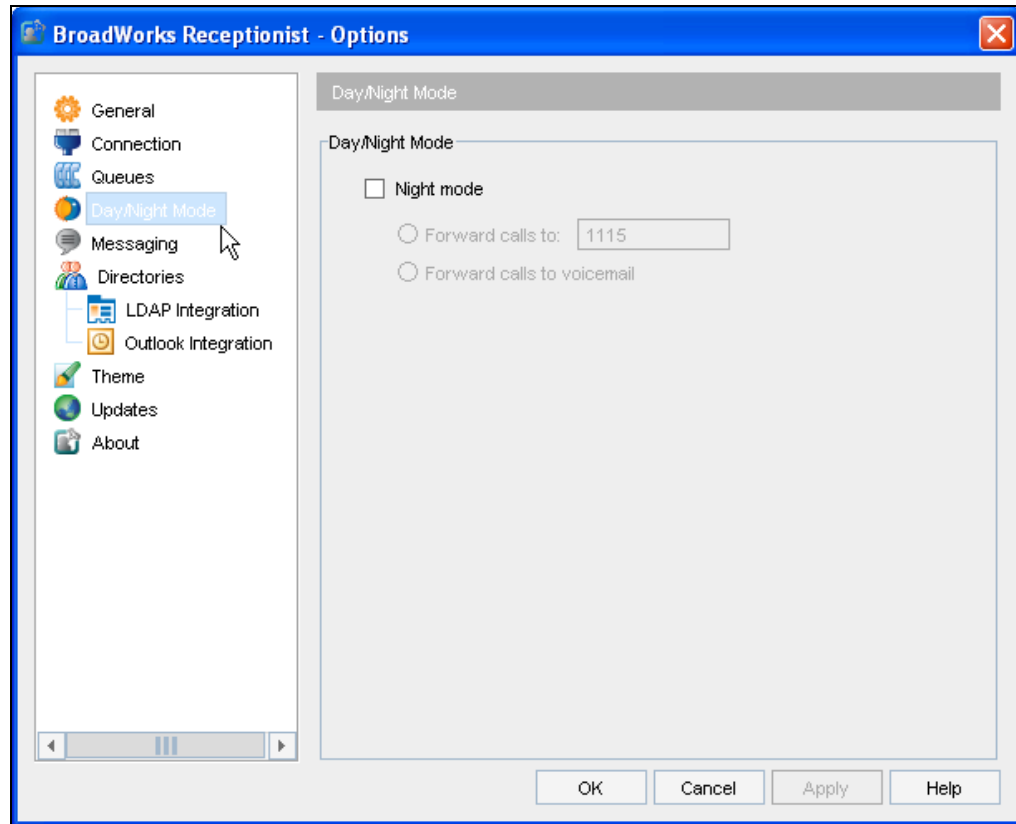 BroadWorks Receptionist - Options
General
Connection
Queues
Day/Night Mode
Messaging
Directories
LDAP Integration
Outlook Integration
Theme
Updates
About
Day/Night Mode
Day/Night Mode
Night mode
Forward calls to: 1115
Forward calls to voicemail
OK Cancel Apply Help